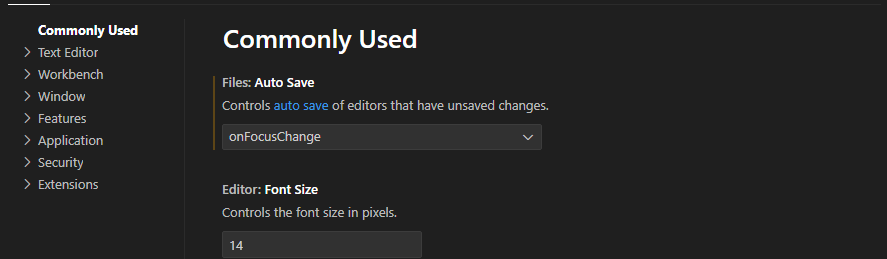 Commonly Used
Text Editor
Workbench
Window
Features
Application
Security
Extensions
Commonly Used
Files: Auto Save
Controls auto save of editors that have unsaved changes.
onFocusChange
Editor: Font Size
Controls the font size in pixels.
14